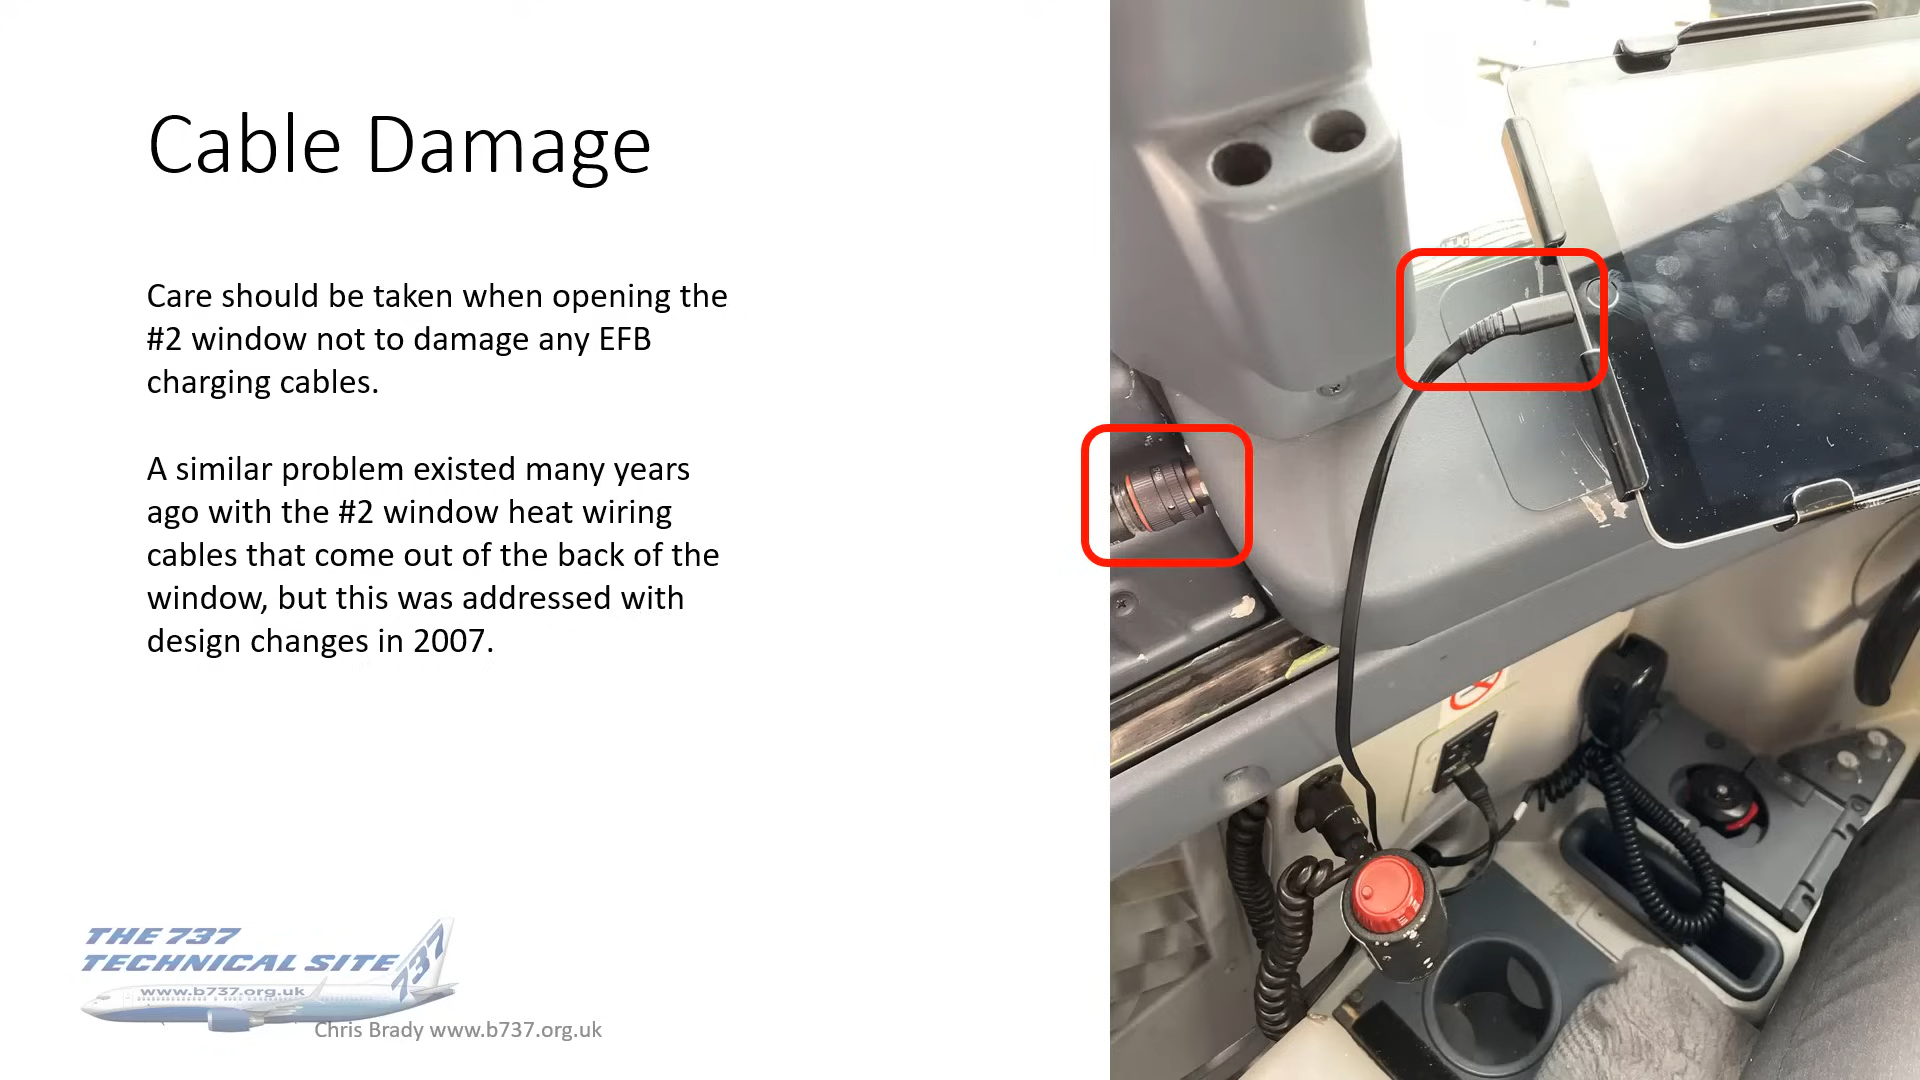 Cable Damage
Care should be taken when opening the
#2 window not to damage any EFB
charging cables.
A similar problem existed many years
ago with the #2 window heat wiring
cables that come out of the back of the
window, but this was addressed with
design changes in 2007.
THE 737
TECHNICAL SITE
737
www.b737.org.uk
Chris Brady www.b737.org.uk